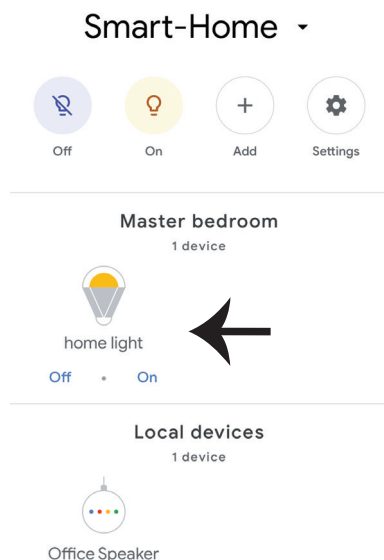 Smart-Home
Off On Add Settings
Master bedroom
1 device
home light
Off • On
Local devices
1 device
Office Speaker